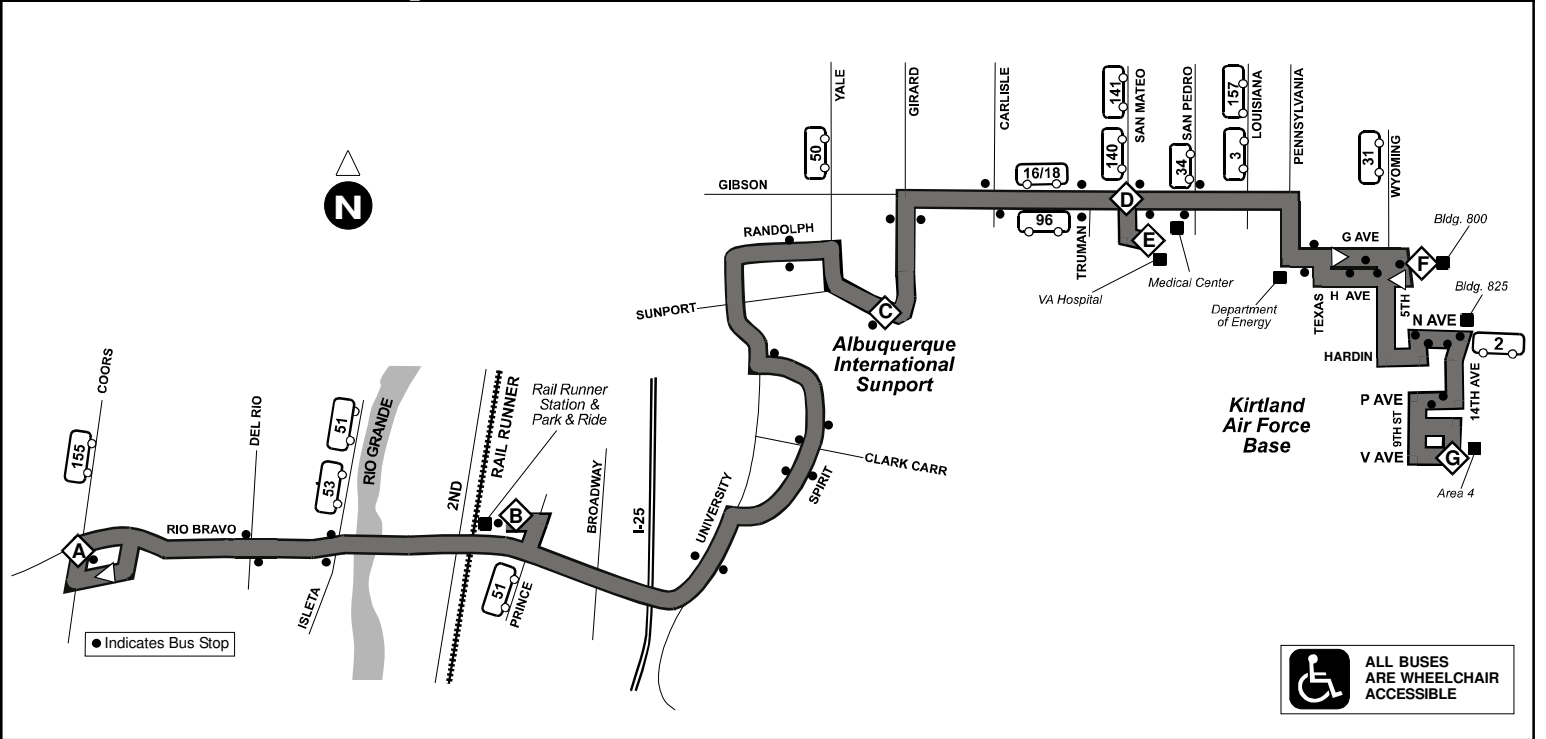 YALE
GIRARD
CARLISLE
141
SAN MATEO
SAN PEDRO
157
LOUISIANA
PENNSYLVANIA
50
140
34
3
31
WYOMING
GIBSON
16/18
96
D
E
TRUMAN
VA Hospital
Medical Center
Department
of Energy
RANDOLPH
SUNPORT
C
Albuquerque
International
Sunport
G AVE
F
Bldg. 800
TEXAS
H AVE
5TH
Bldg. 825
N AVE
2
HARDIN
P AVE
9TH ST
14TH AVE
V AVE
G
Area 4
Kirtland
Air Force
Base
N
COORS
155
DEL RIO
51
53
RIO GRANDE
2ND
RAIL RUNNER
Rail Runner
Station &
Park & Ride
B
BROADWAY
I-25
UNIVERSITY
SPIRIT
CLARK CARR
A
RIO BRAVO
ISLETA
51
PRINCE
Indicates Bus Stop
ALL BUSES
ARE WHEELCHAIR
ACCESSIBLE